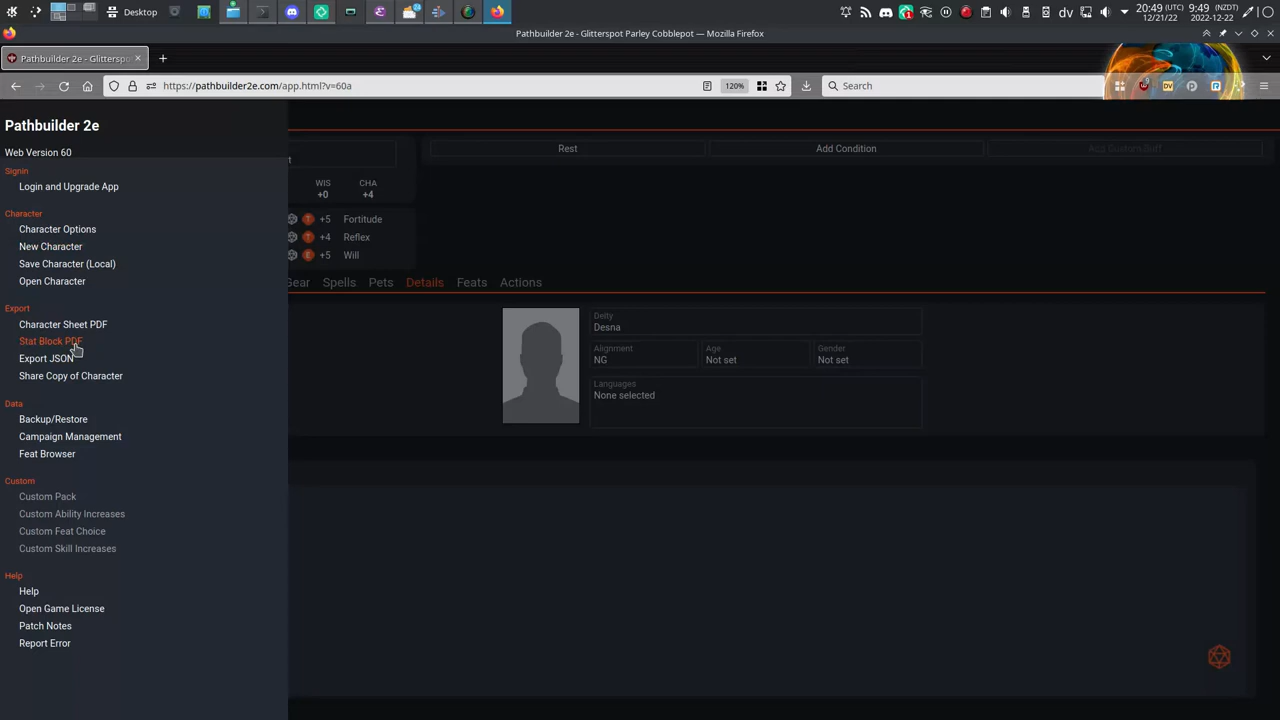 Desktop
20:49 (UTC)
12/21/22
9:49 (NZDT)
2022-12-22
dv
Pathbuilder 2e — Glitterspot Parley Cobblepot — Mozilla Firefox
Pathbuilder 2e - Glitterspo
https://pathbuilder2e.com/app.html?v=60a
120%
Search
DV
Pathbuilder 2e
Web Version 60
Signin
Login and Upgrade App
Character
Character Options
New Character
Save Character (Local)
Open Character
Export
Character Sheet PDF
Stat Block PDF
Export JSON
Share Copy of Character
Data
Backup/Restore
Campaign Management
Feat Browser
Custom
Custom Pack
Custom Ability Increases
Custom Feat Choice
Custom Skill Increases
Help
Help
Open Game License
Patch Notes
Report Error
t
Rest
Add Condition
Add Custom Buff
WIS
CHA
+0
+4
T +5 Fortitude
T +4 Reflex
E +5 Will
Gear
Spells
Pets
Details
Feats
Actions
Deity
Desna
Alignment
NG
Age
Not set
Gender
Not set
Languages
None selected